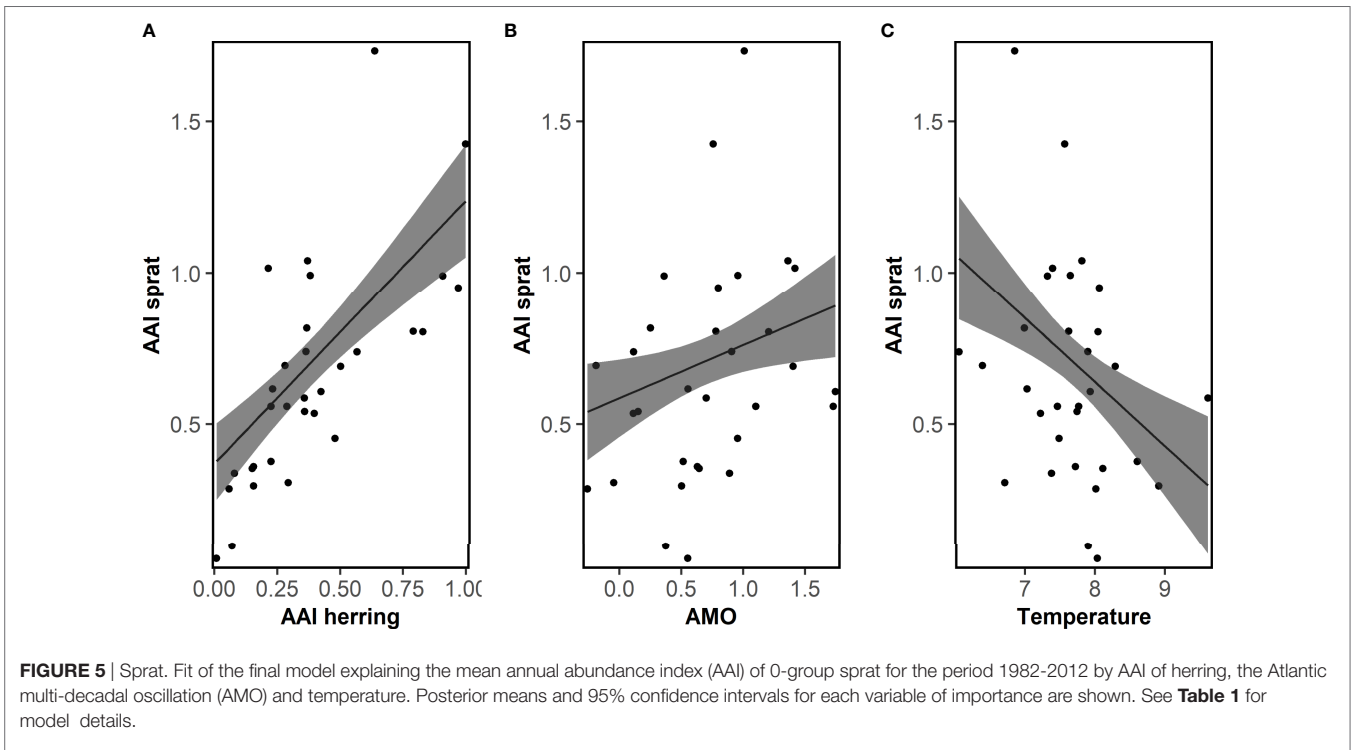 A
B
C
1.5
1.0
0.5
AAI sprat
0.00 0.25 0.50 0.75 1.00
AAI herring
1.5
1.0
0.5
AAI sprat
0.0 0.5 1.0 1.5
AMO
1.5
1.0
0.5
AAI sprat
7 8 9
Temperature
FIGURE 5 | Sprat. Fit of the final model explaining the mean annual abundance index (AAI) of 0-group sprat for the period 1982-2012 by AAI of herring, the Atlantic
multi-decadal oscillation (AMO) and temperature. Posterior means and 95% confidence intervals for each variable of importance are shown. See Table 1 for
model details.